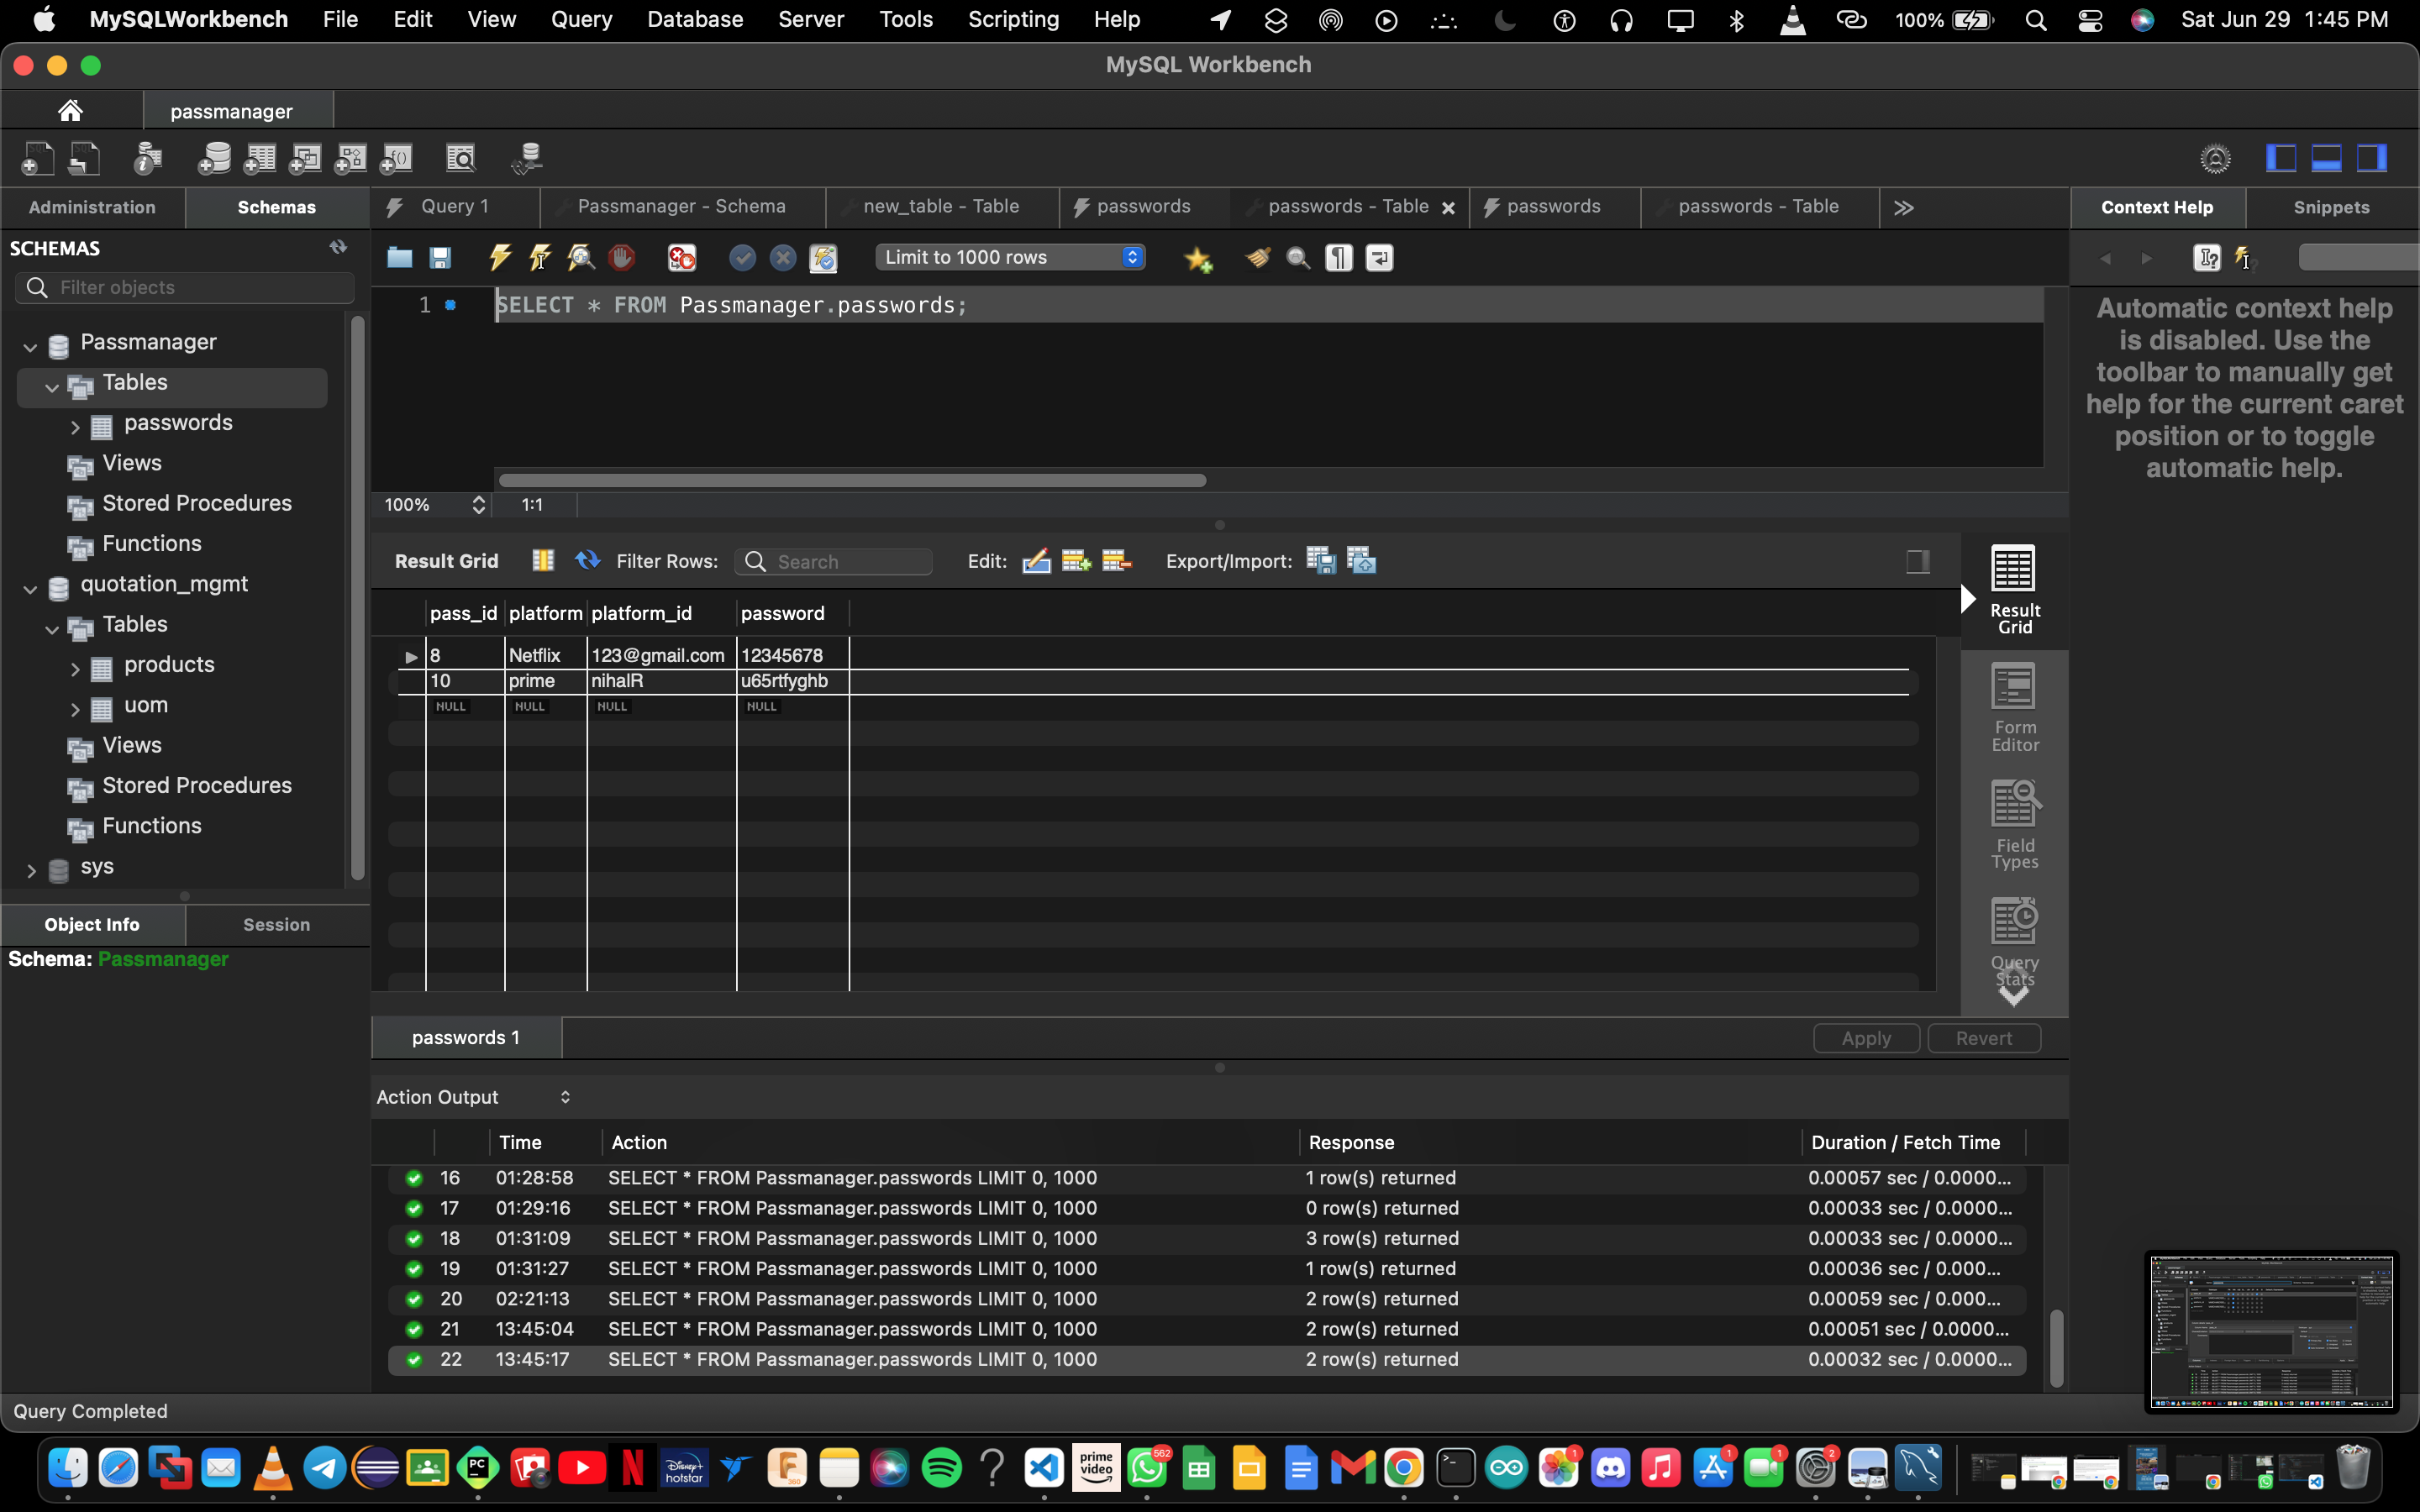 MySQLWorkbench File Edit View Query Database Server Tools Scripting Help 100% Sat Jun 29 1:45 PM
MySQL Workbench
passmanager
Administration Schemas Query 1 Passmanager - Schema new_table - Table passwords passwords - Table passwords passwords - Table Context Help Snippets
SCHEMAS
Limit to 1000 rows
Filter objects
1 SELECT * FROM Passmanager.passwords;
Automatic context help
is disabled. Use the
toolbar to manually get
help for the current caret
position or to toggle
automatic help.
Passmanager
Tables
passwords
Views
Stored Procedures
Functions
quotation_mgmt
Tables
products
uom
Views
Stored Procedures
Functions
sys
100% 1:1
Result Grid Filter Rows: Search Edit: Export/Import:
pass_id platform platform_id password
8 Netflix 123@gmail.com 12345678
10 prime nihalR u65rtfyghb
NULL NULL NULL NULL
Result
Grid
Form
Editor
Field
Types
Query
Stats
Object Info Session
Schema: Passmanager
passwords 1 Apply Revert
Action Output
Time Action Response Duration / Fetch Time
16 01:28:58 SELECT * FROM Passmanager.passwords LIMIT 0, 1000 1 row(s) returned 0.00057 sec / 0.0000...
17 01:29:16 SELECT * FROM Passmanager.passwords LIMIT 0, 1000 0 row(s) returned 0.00033 sec / 0.0000...
18 01:31:09 SELECT * FROM Passmanager.passwords LIMIT 0, 1000 3 row(s) returned 0.00033 sec / 0.0000...
19 01:31:27 SELECT * FROM Passmanager.passwords LIMIT 0, 1000 1 row(s) returned 0.00036 sec / 0.000...
20 02:21:13 SELECT * FROM Passmanager.passwords LIMIT 0, 1000 2 row(s) returned 0.00059 sec / 0.000...
21 13:45:04 SELECT * FROM Passmanager.passwords LIMIT 0, 1000 2 row(s) returned 0.00051 sec / 0.0000...
22 13:45:17 SELECT * FROM Passmanager.passwords LIMIT 0, 1000 2 row(s) returned 0.00032 sec / 0.0000...
Query Completed
PC
N
Disney+
hotstar
F
360
prime
video
562
1
1
1
2